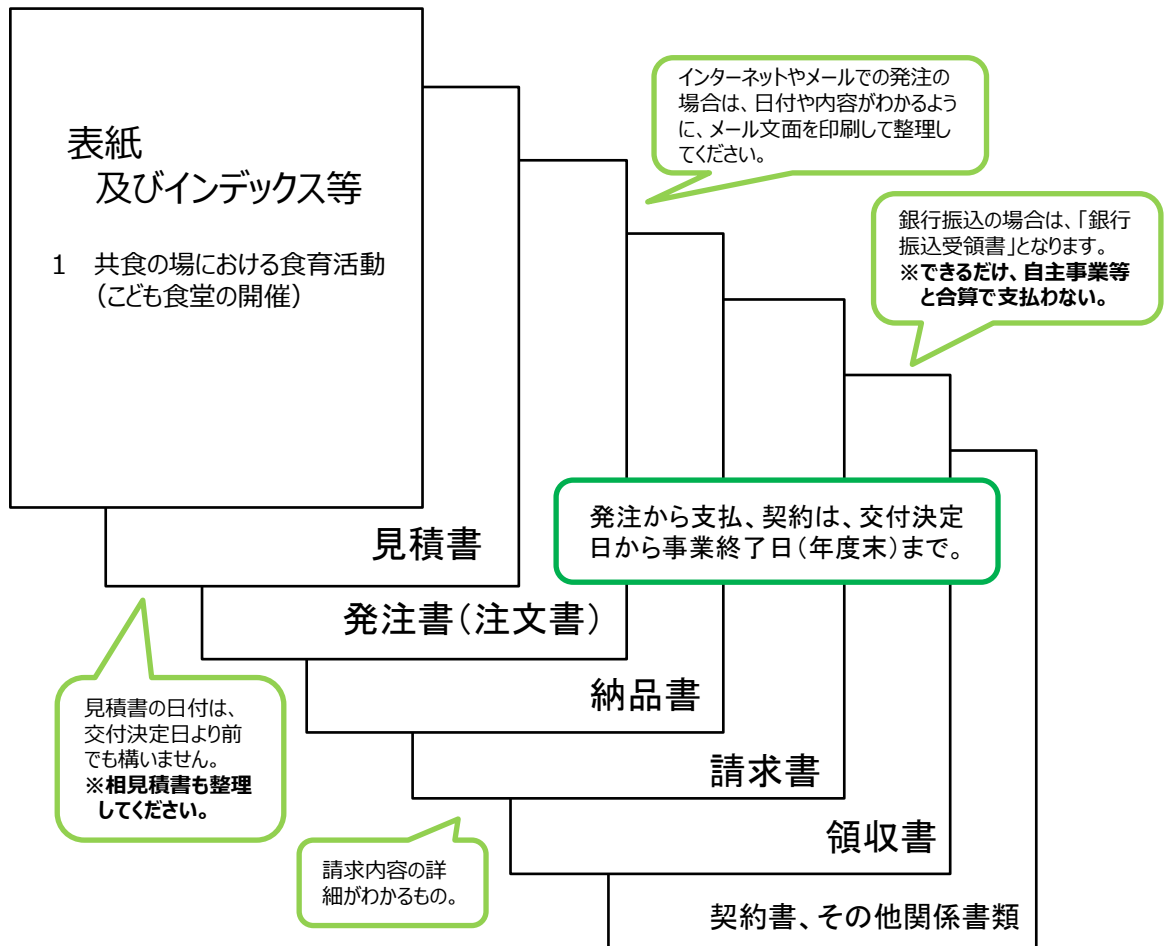 表紙
及びインデックス等
1 共食の場における食育活動
（こども食堂の開催）
インターネットやメールでの発注の
場合は、日付や内容がわかるよう
に、メール文面を印刷して整理し
てください。
銀行振込の場合は、「銀行
振込受領書」となります。
※できるだけ、自主事業等
と合算で支払わない。
発注から支払、契約は、交付決定
日から事業終了日（年度末）まで。
見積書
発注書（注文書）
納品書
請求書
領収書
契約書、その他関係書類
見積書の日付は、
交付決定日より前
でも構いません。
※相見積書も整理
してください。
請求内容の詳
細がわかるもの。